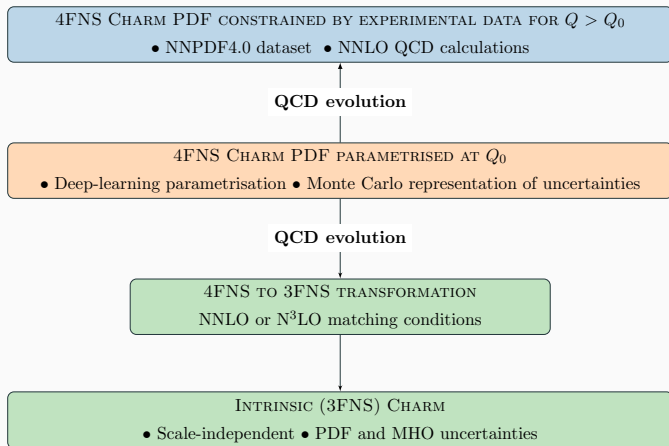 4FNS Charm PDF constrained by experimental data for Q > Q₀
• NNPDF4.0 dataset • NNLO QCD calculations
QCD evolution
4FNS Charm PDF parametrised at Q₀
• Deep-learning parametrisation • Monte Carlo representation of uncertainties
QCD evolution
4FNS to 3FNS transformation
NNLO or N³LO matching conditions
Intrinsic (3FNS) Charm
• Scale-independent • PDF and MHO uncertainties